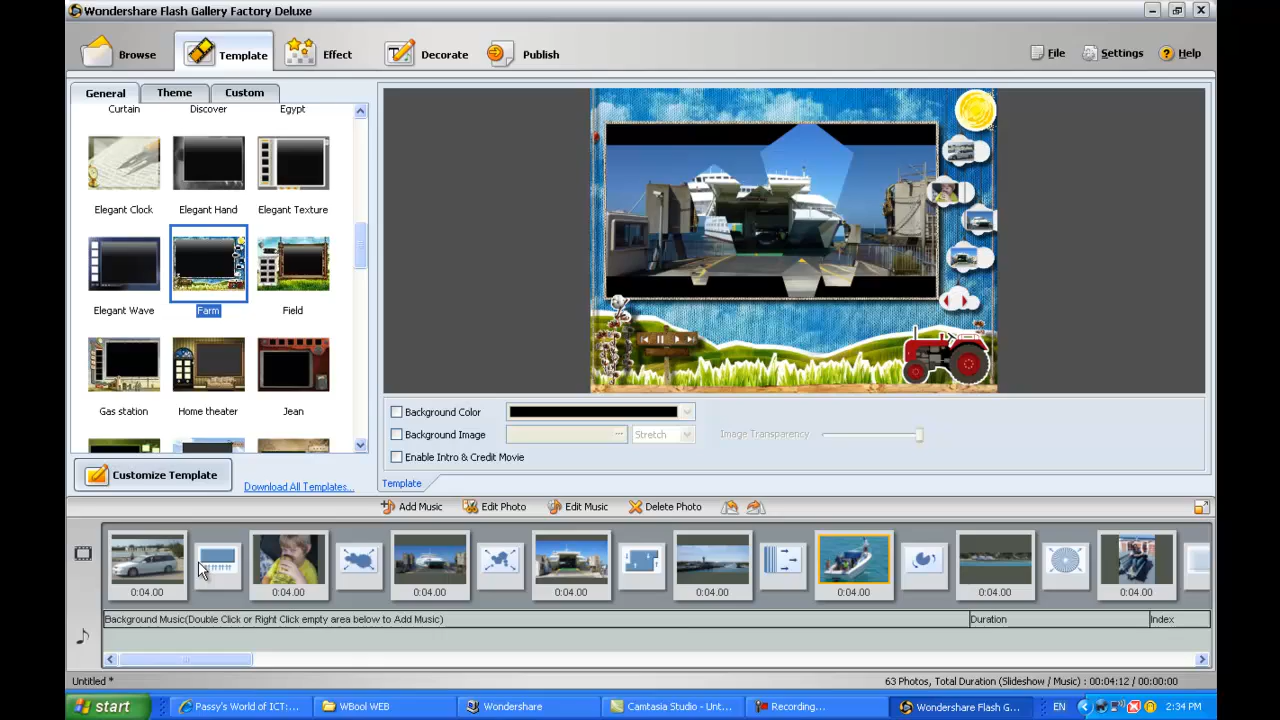 Wondershare Flash Gallery Factory Deluxe
Browse
Template
Effect
Decorate
Publish
File
Settings
Help
General
Theme
Custom
Curtain
Discover
Egypt
Elegant Clock
Elegant Hand
Elegant Texture
Elegant Wave
Farm
Field
Gas station
Home theater
Jean
Customize Template
Download All Templates...
Background Color
Background Image
...
Stretch
Image Transparency
Enable Intro & Credit Movie
Template
Add Music
Edit Photo
Edit Music
Delete Photo
0:04.00
0:04.00
0:04.00
0:04.00
0:04.00
0:04.00
0:04.00
0:04.00
Background Music(Double Click or Right Click empty area below to Add Music)
Duration
Index
Untitled *
63 Photos, Total Duration (Slideshow / Music) : 00:04:12 / 00:00:00
start
Passy's World of ICT:...
WBool WEB
Wondershare
Camtasia Studio - Unt...
Recording...
Wondershare Flash G...
EN
2:34 PM